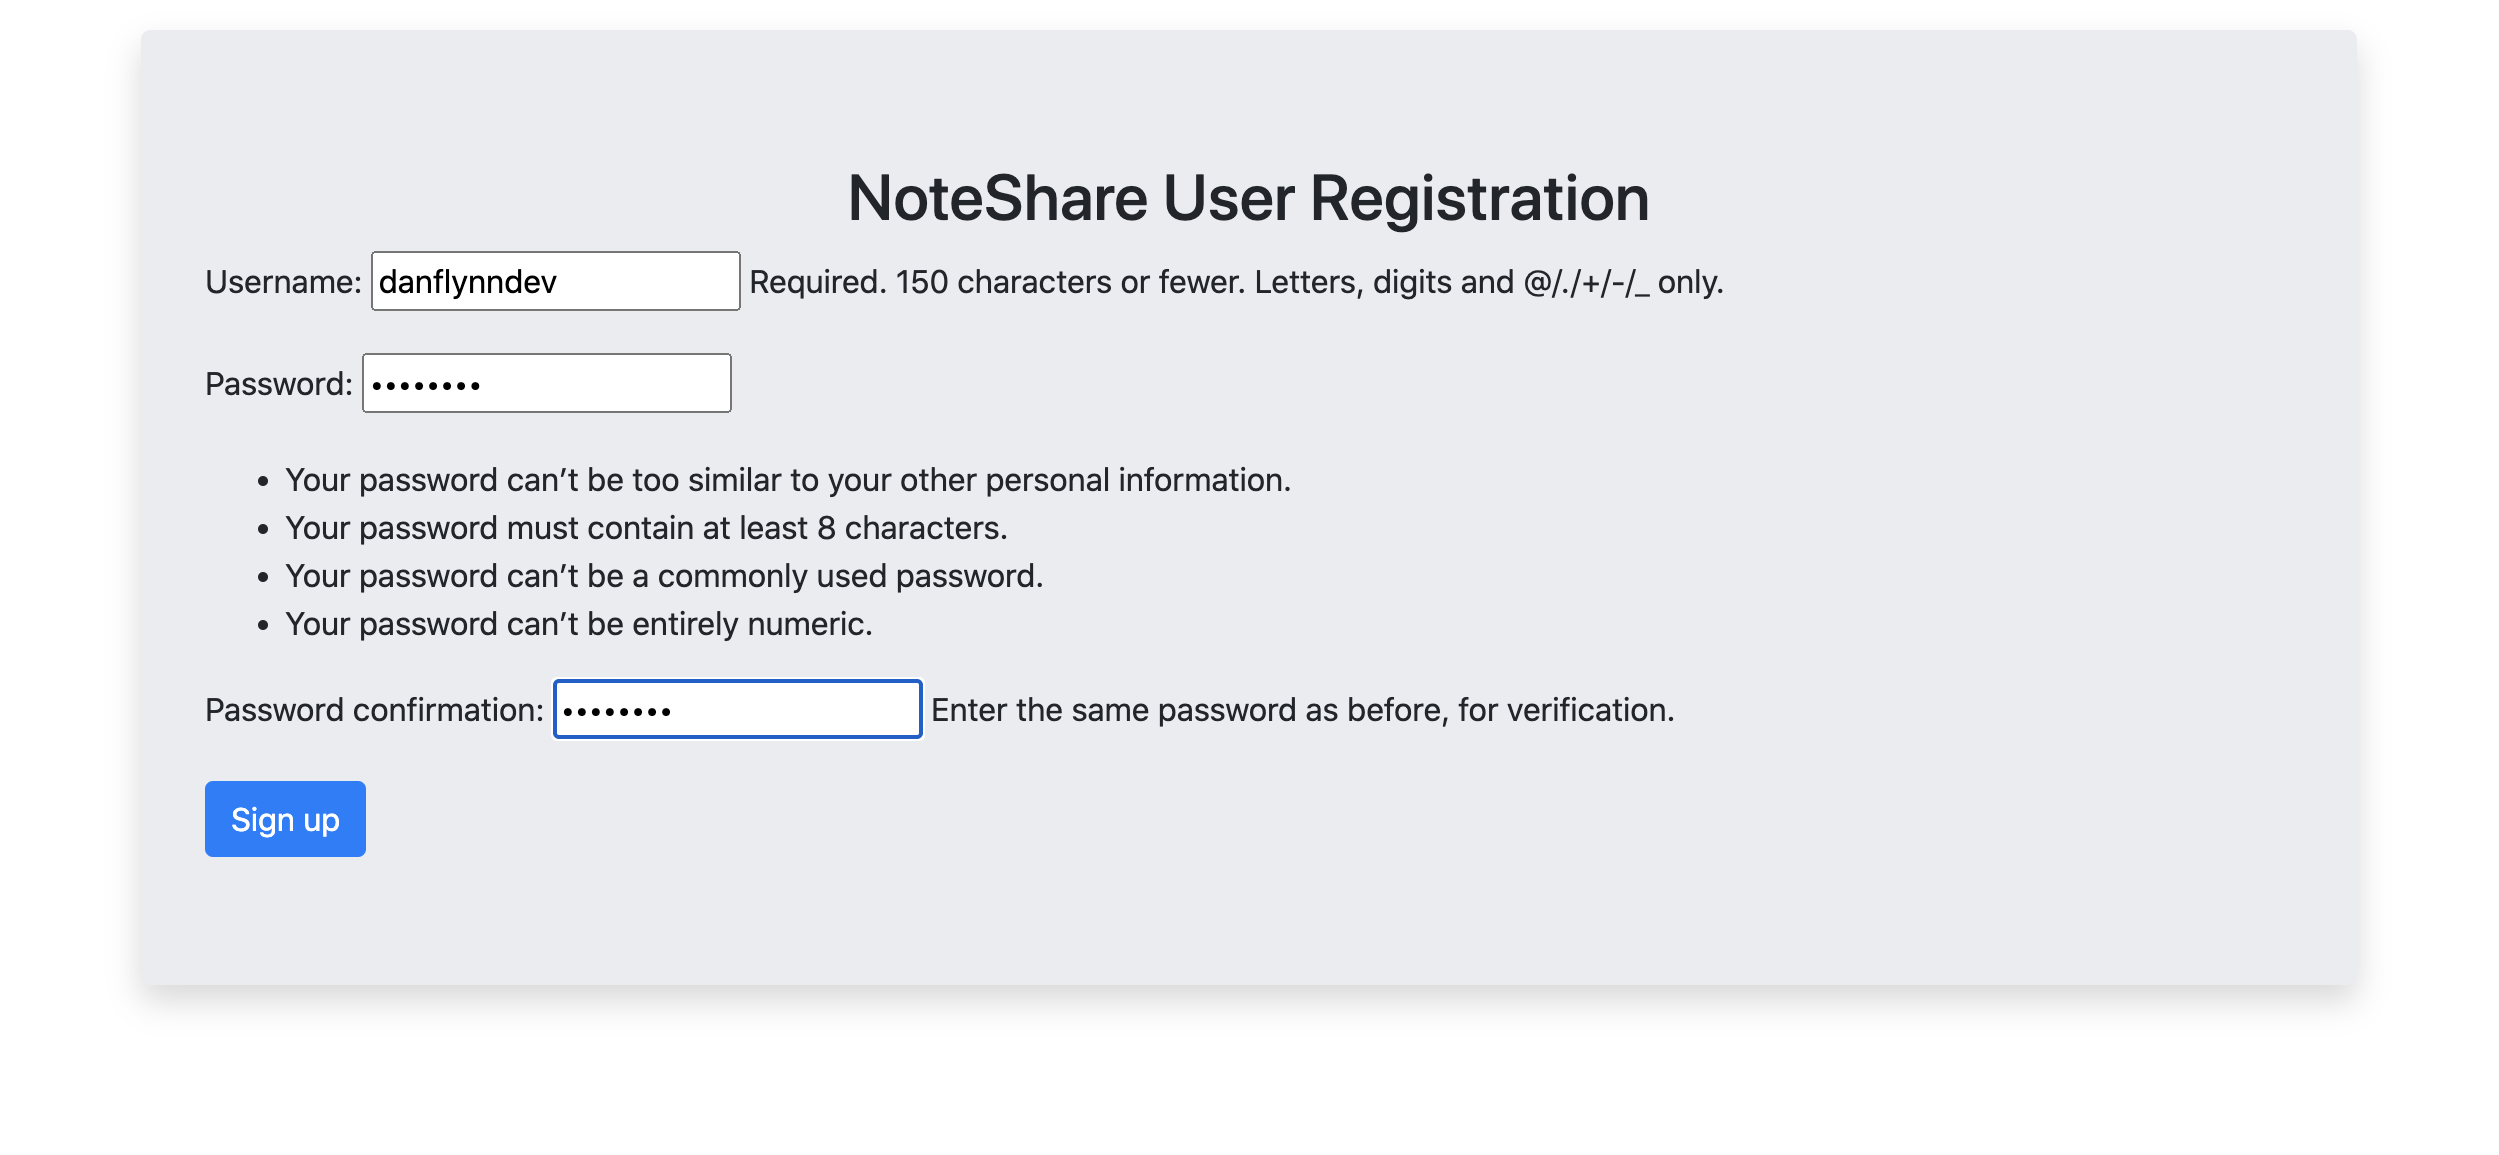 NoteShare User Registration
Username: danflynndev Required. 150 characters or fewer. Letters, digits and @/./+/-/_ only.
Password: ••••••••
• Your password can’t be too similar to your other personal information.
• Your password must contain at least 8 characters.
• Your password can’t be a commonly used password.
• Your password can’t be entirely numeric.
Password confirmation: •••••••• Enter the same password as before, for verification.
Sign up